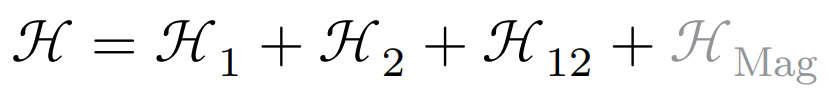 ℋ = ℋ₁ + ℋ₂ + ℋ₁₂ + ℋ_Mag